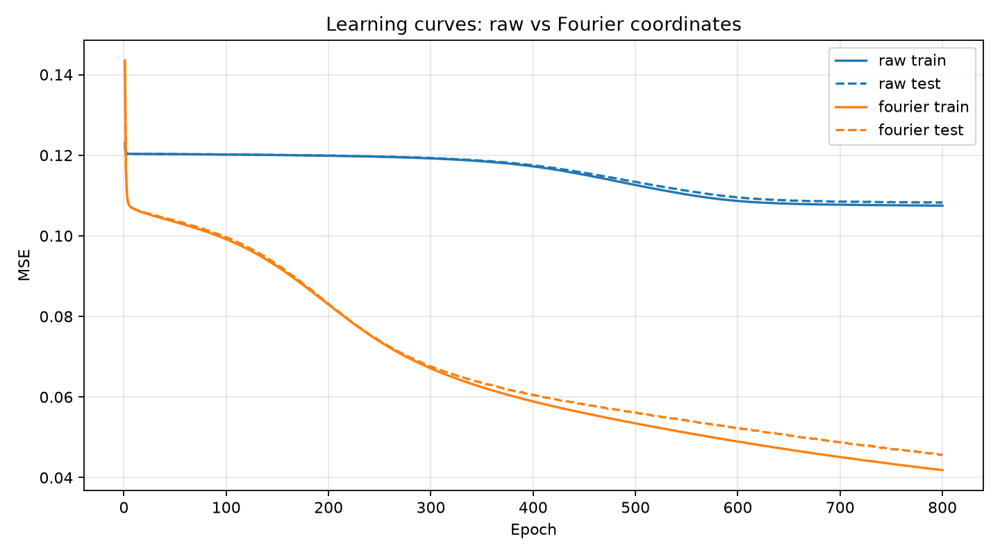 Learning curves: raw vs Fourier coordinates
raw train
raw test
fourier train
fourier test
0.14
0.12
0.10
0.08
0.06
0.04
MSE
0 100 200 300 400 500 600 700 800
Epoch